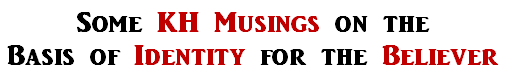 Some KH Musings on the
Basis of Identity for the Believer